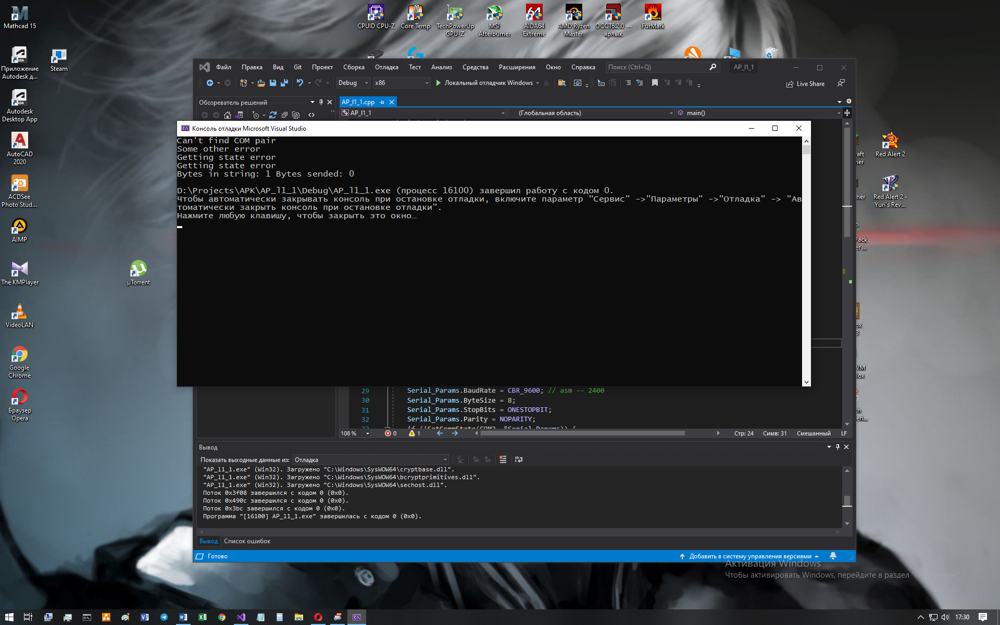 Mathcad 15
CPUID CPU-Z
Core Temp
TechPowerUp
GPU-Z
MSI
Afterburner
AIDA64
Extreme
AMD Ryzen
Master
OCCT6.2.0 —
ярлык
FurMark
Приложение
Autodesk д...
Steam
Autodesk
Desktop App
AutoCAD
2020
ACDSee
Photo Stud...
AIMP
The KMPlayer
µTorrent
VideoLAN
Google
Chrome
Браузер
Opera
Red Alert 2
Red Alert 2 -
Yuri's Rev...
Файл Правка Вид Git Проект Сборка Отладка Тест Анализ Средства Расширения Окно Справка Поиск (Ctrl+Q) AP_l1_1
Debug x86 Локальный отладчик Windows Live Share
Обозреватель решений
AP_l1_1.cpp
AP_l1_1 (Глобальная область) main()
Консоль отладки Microsoft Visual Studio
Can't find COM pair
Some other error
Getting state error
Getting state error
Bytes in string: 1 Bytes sended: 0
D:\Projects\APK\AP_l1_1\Debug\AP_l1_1.exe (процесс 16100) завершил работу с кодом 0.
Чтобы автоматически закрывать консоль при остановке отладки, включите параметр "Сервис" ->"Параметры" ->"Отладка" -> "Ав
томатически закрыть консоль при остановке отладки".
Нажмите любую клавишу, чтобы закрыть это окно…
29 Serial_Params.BaudRate = CBR_9600; // asm -- 2400
30 Serial_Params.ByteSize = 8;
31 Serial_Params.StopBits = ONESTOPBIT;
32 Serial_Params.Parity = NOPARITY;
33 if (!SetCommState(COM2, &Serial_Params)) {
108 % 0 1 Стр: 24 Симв: 31 Смешанный LF
Вывод
Показать выходные данные из: Отладка
"AP_l1_1.exe" (Win32). Загружено "C:\Windows\SysWOW64\cryptbase.dll".
"AP_l1_1.exe" (Win32). Загружено "C:\Windows\SysWOW64\bcryptprimitives.dll".
"AP_l1_1.exe" (Win32). Загружено "C:\Windows\SysWOW64\sechost.dll".
Поток 0x3f08 завершился с кодом 0 (0x0).
Поток 0x490c завершился с кодом 0 (0x0).
Поток 0x3bc завершился с кодом 0 (0x0).
Программа "[16100] AP_l1_1.exe" завершилась с кодом 0 (0x0).
Вывод Список ошибок
Готово Добавить в систему управления версиями
Активация Windows
Чтобы активировать Windows, перейдите в раздел "Параметры".
17:30